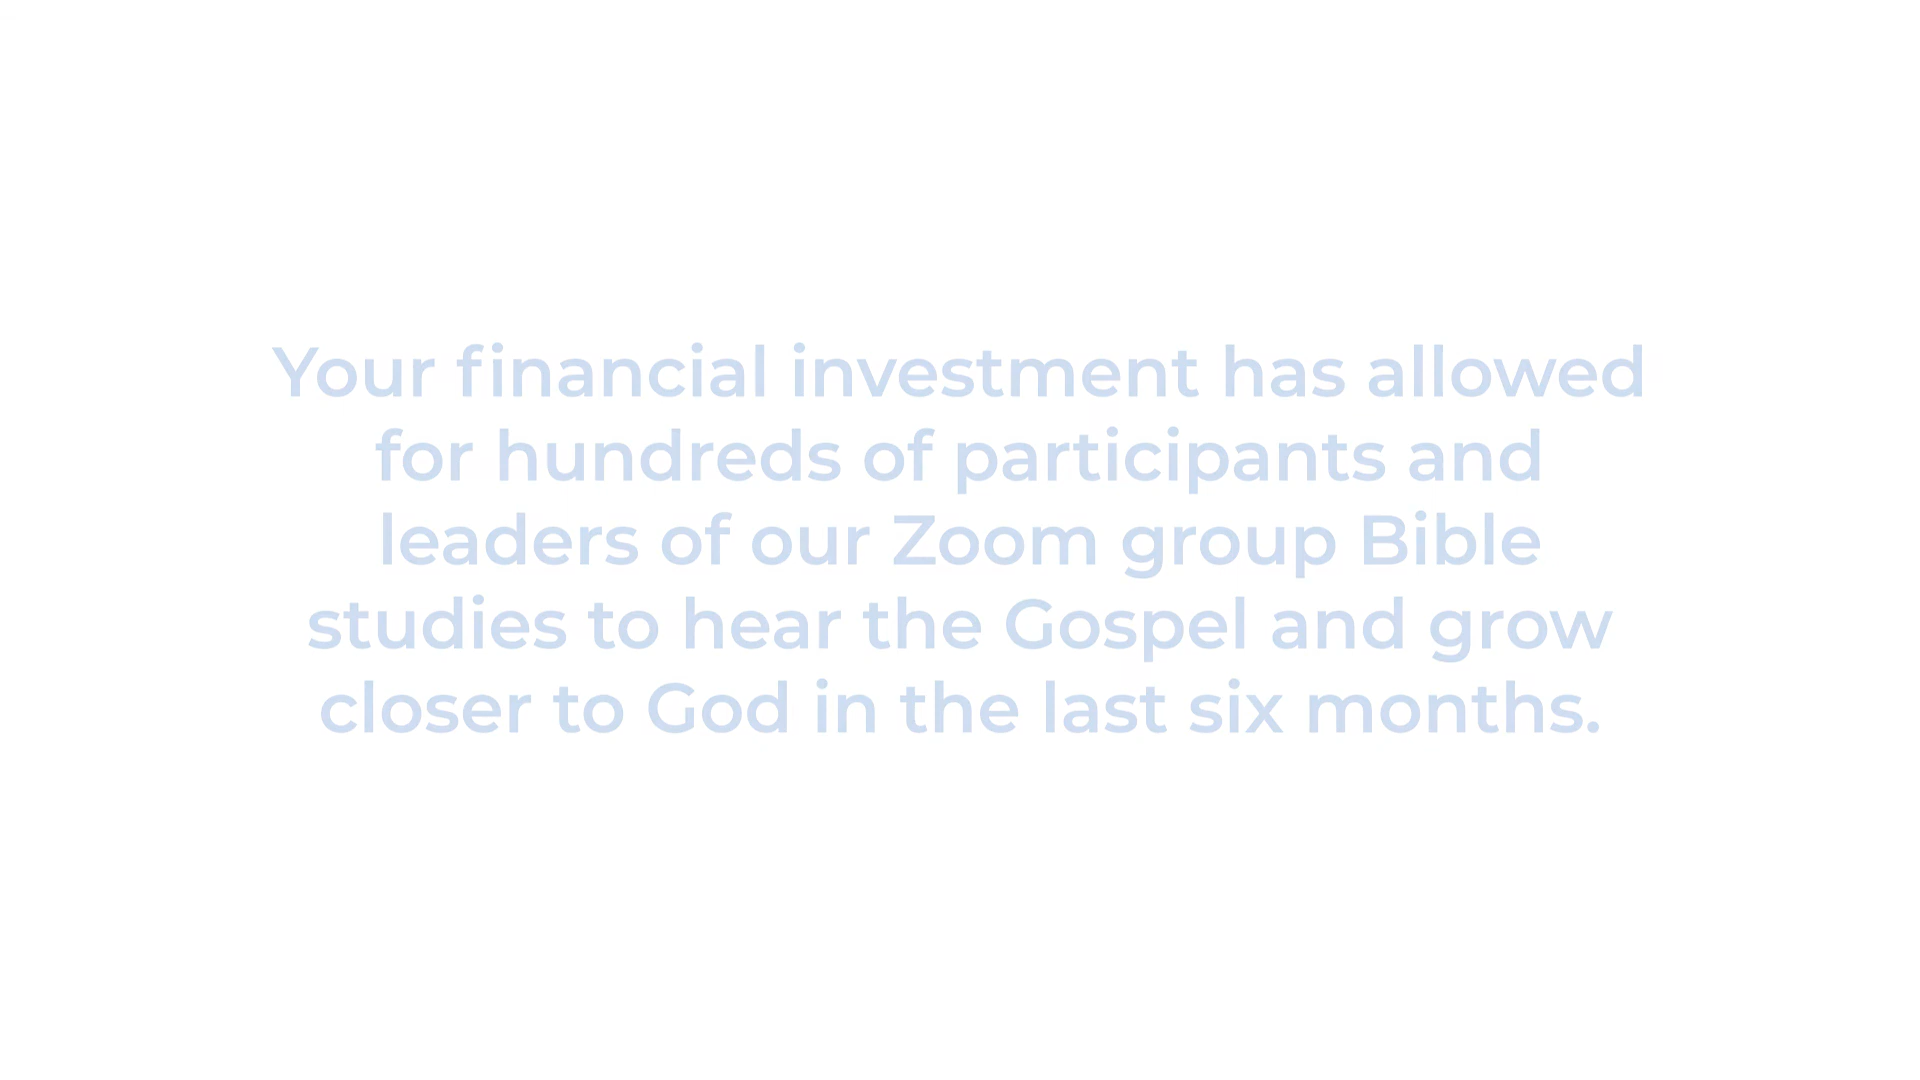 Your financial investment has allowed
for hundreds of participants and
leaders of our Zoom group Bible
studies to hear the Gospel and grow
closer to God in the last six months.